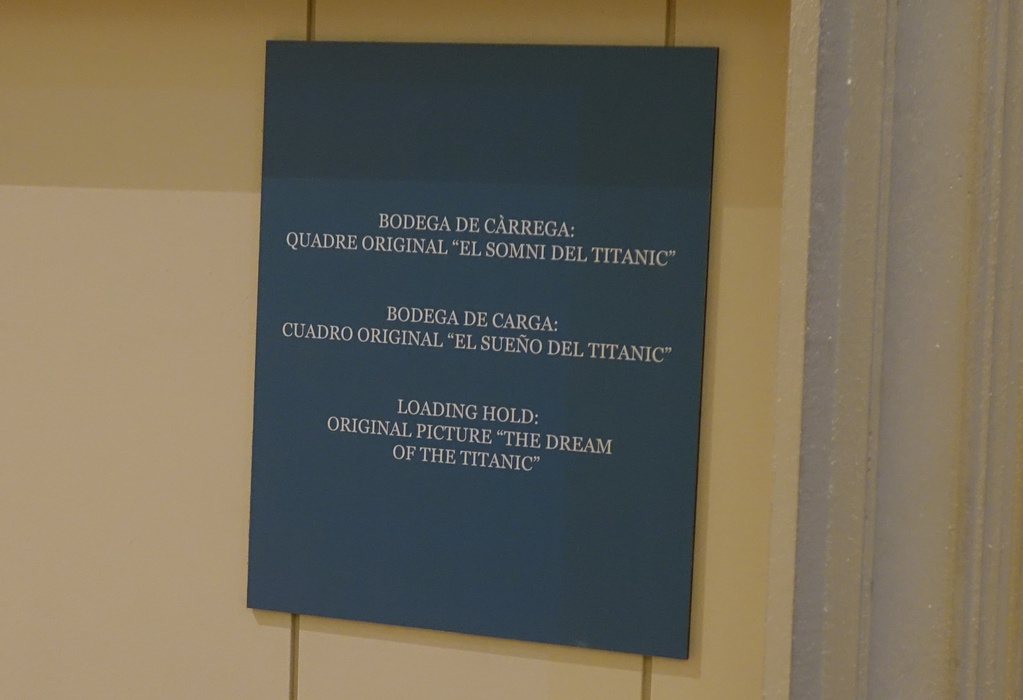 BODEGA DE CÀRREGA:
QUADRE ORIGINAL “EL SOMNI DEL TITANIC”
BODEGA DE CARGA:
CUADRO ORIGINAL “EL SUEÑO DEL TITANIC”
LOADING HOLD:
ORIGINAL PICTURE “THE DREAM
OF THE TITANIC”